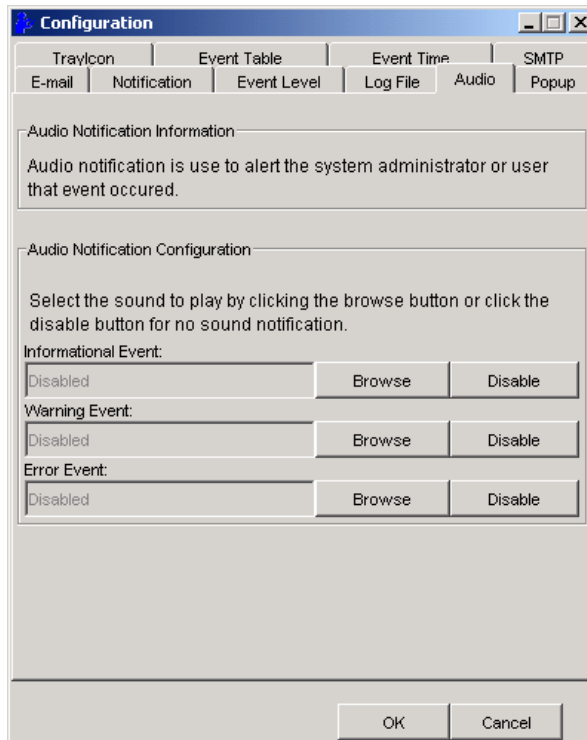 Configuration
TrayIcon Event Table Event Time SMTP
E-mail Notification Event Level Log File Audio Popup
Audio Notification Information
Audio notification is use to alert the system administrator or user
that event occured.
Audio Notification Configuration
Select the sound to play by clicking the browse button or click the
disable button for no sound notification.
Informational Event:
Disabled Browse Disable
Warning Event:
Disabled Browse Disable
Error Event:
Disabled Browse Disable
OK Cancel